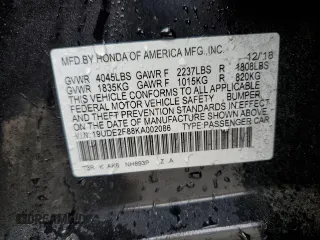 MFD BY HONDA OF AMERICA MFG.,INC. 12/18
GVWR 4045LBS GAWR F 2237LBS R 1808LBS
GVWR 1835KG GAWR F 1015KG R 820KG
THIS VEHICLE CONFORMS TO ALL APPLICABLE
FEDERAL MOTOR VEHICLE SAFETY, BUMPER,
AND THEFT PREVENTION STANDARDS IN EFFECT
ON THE DATE OF MANUFACTURE SHOWN ABOVE.
V.I.N. 19UDE2F88KA002086 TYPE:PASSENGER CAR
NH893P Z A